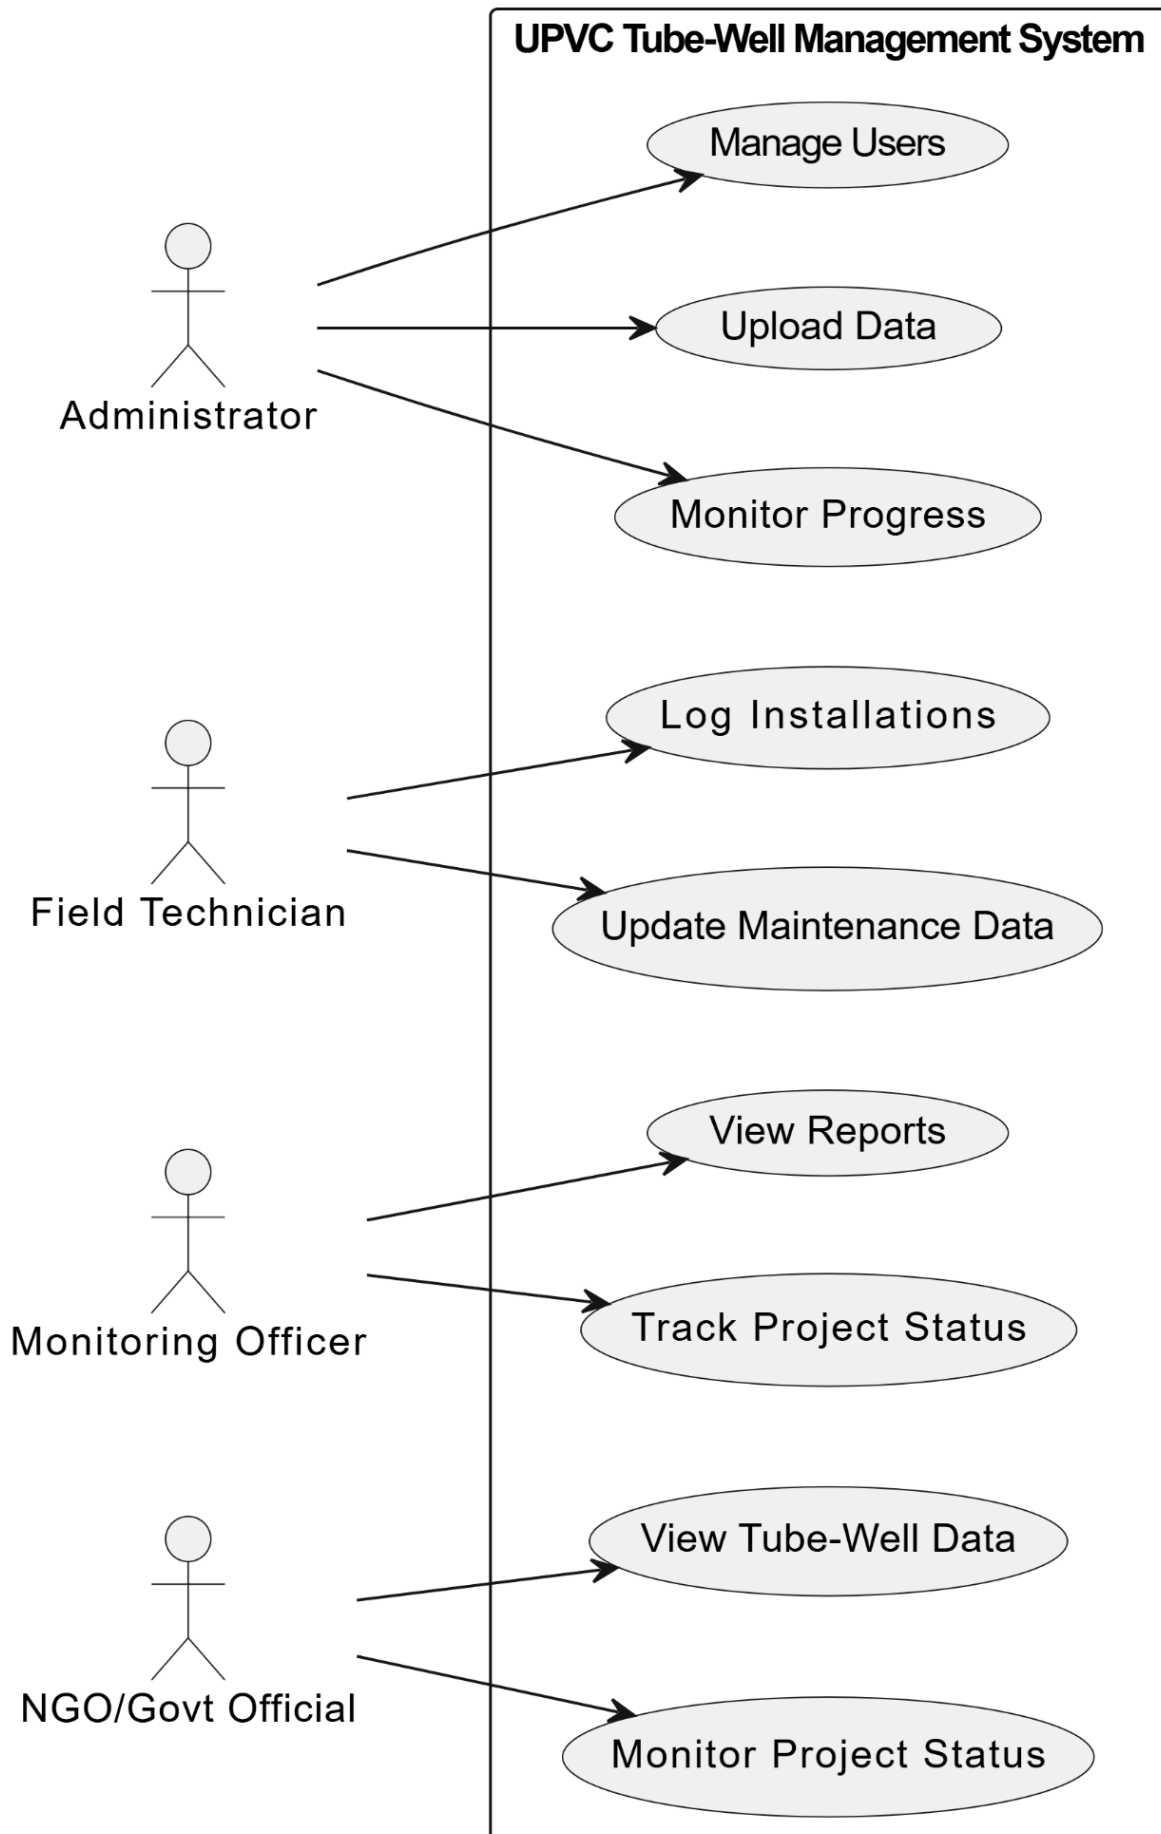 UPVC Tube-Well Management System
Manage Users
Upload Data
Administrator
Monitor Progress
Log Installations
Field Technician
Update Maintenance Data
View Reports
Monitoring Officer
Track Project Status
View Tube-Well Data
NGO/Govt Official
Monitor Project Status